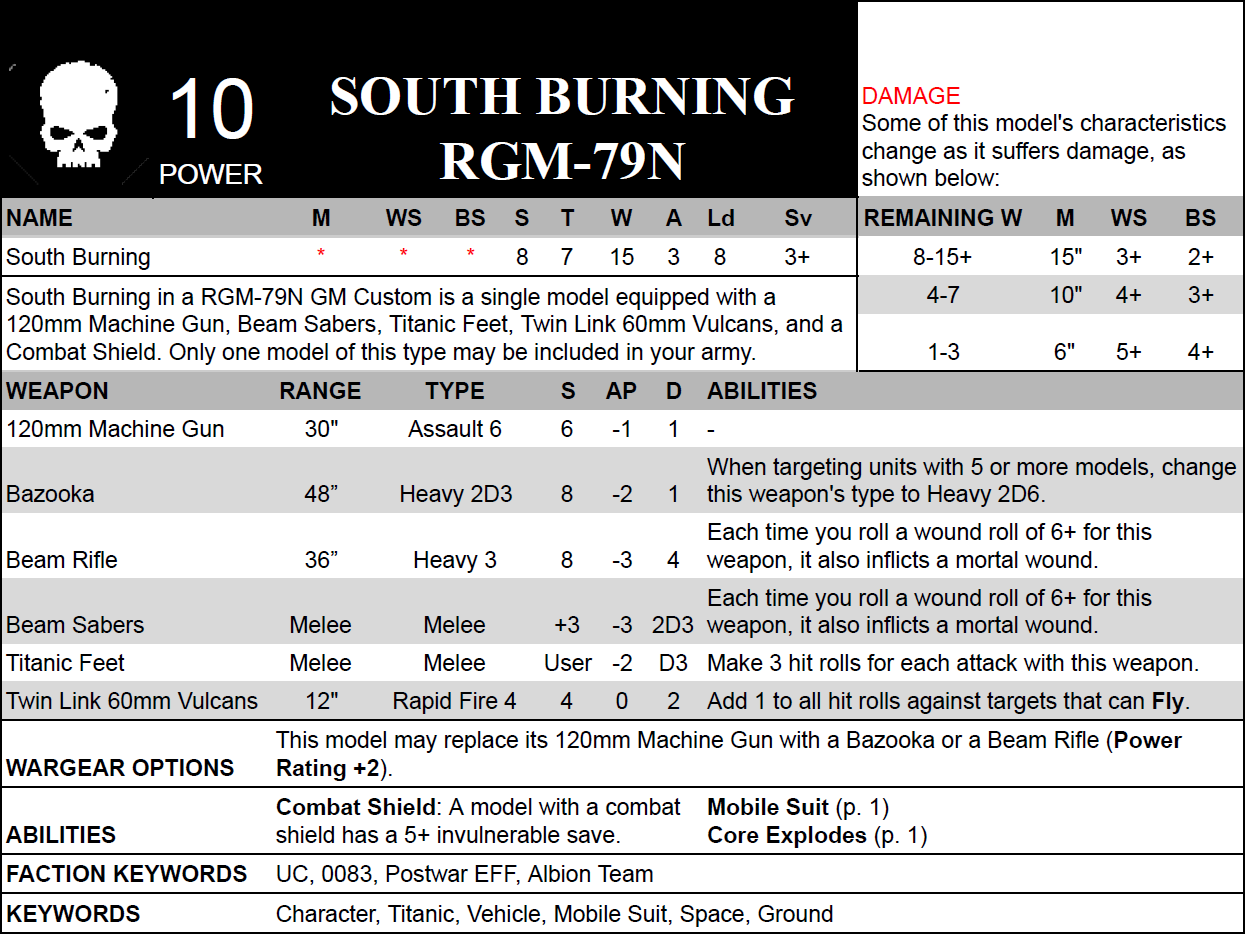 10
POWER
SOUTH BURNING
RGM-79N
DAMAGE
Some of this model's characteristics
change as it suffers damage, as
shown below:
NAME M WS BS S T W A Ld Sv
South Burning * * * 8 7 15 3 8 3+
South Burning in a RGM-79N GM Custom is a single model equipped with a
120mm Machine Gun, Beam Sabers, Titanic Feet, Twin Link 60mm Vulcans, and a
Combat Shield. Only one model of this type may be included in your army.
REMAINING W M WS BS
8-15+ 15" 3+ 2+
4-7 10" 4+ 3+
1-3 6" 5+ 4+
WEAPON RANGE TYPE S AP D ABILITIES
120mm Machine Gun 30" Assault 6 6 -1 1 -
When targeting units with 5 or more models, change
Bazooka 48” Heavy 2D3 8 -2 1 this weapon's type to Heavy 2D6.
Each time you roll a wound roll of 6+ for this
Beam Rifle 36” Heavy 3 8 -3 4 weapon, it also inflicts a mortal wound.
Each time you roll a wound roll of 6+ for this
Beam Sabers Melee Melee +3 -3 2D3 weapon, it also inflicts a mortal wound.
Titanic Feet Melee Melee User -2 D3 Make 3 hit rolls for each attack with this weapon.
Twin Link 60mm Vulcans 12" Rapid Fire 4 4 0 2 Add 1 to all hit rolls against targets that can Fly.
This model may replace its 120mm Machine Gun with a Bazooka or a Beam Rifle (Power
WARGEAR OPTIONS Rating +2).
Combat Shield: A model with a combat Mobile Suit (p. 1)
ABILITIES shield has a 5+ invulnerable save. Core Explodes (p. 1)
FACTION KEYWORDS UC, 0083, Postwar EFF, Albion Team
KEYWORDS Character, Titanic, Vehicle, Mobile Suit, Space, Ground